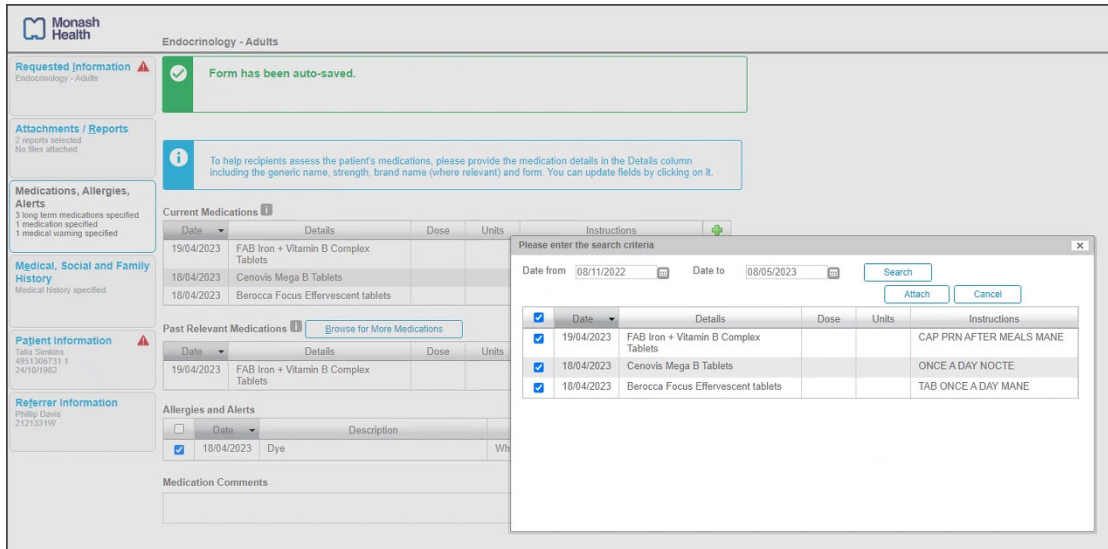 Monash
Health
Endocrinology - Adults
Requested Information
Endocrinology - Adults
Attachments / Reports
2 reports selected
No files attached
Medications, Allergies,
Alerts
3 long term medications specified
1 medication specified
1 medical warning specified
Medical, Social and Family
History
Medical history specified
Patient Information
Talia Simkins
4951306731 1
24/10/1982
Referrer Information
Phillip Davis
2121331W
Form has been auto-saved.
To help recipients assess the patient's medications, please provide the medication details in the Details column
including the generic name, strength, brand name (where relevant) and form. You can update fields by clicking on it.
Current Medications
Date Details Dose Units Instructions
19/04/2023 FAB Iron + Vitamin B Complex
Tablets
18/04/2023 Cenovis Mega B Tablets
18/04/2023 Berocca Focus Effervescent tablets
Past Relevant Medications Browse for More Medications
Date Details Dose Units
19/04/2023 FAB Iron + Vitamin B Complex
Tablets
Allergies and Alerts
Date Description
18/04/2023 Dye Wh
Medication Comments
Please enter the search criteria
Date from 08/11/2022 Date to 08/05/2023 Search
Attach Cancel
Date Details Dose Units Instructions
19/04/2023 FAB Iron + Vitamin B Complex CAP PRN AFTER MEALS MANE
Tablets
18/04/2023 Cenovis Mega B Tablets ONCE A DAY NOCTE
18/04/2023 Berocca Focus Effervescent tablets TAB ONCE A DAY MANE